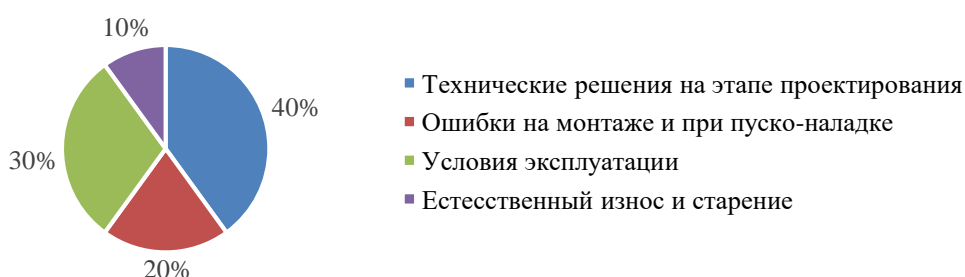 10%
40%
30%
20%
Технические решения на этапе проектирования
Ошибки на монтаже и при пуско-наладке
Условия эксплуатации
Естесственный износ и старение